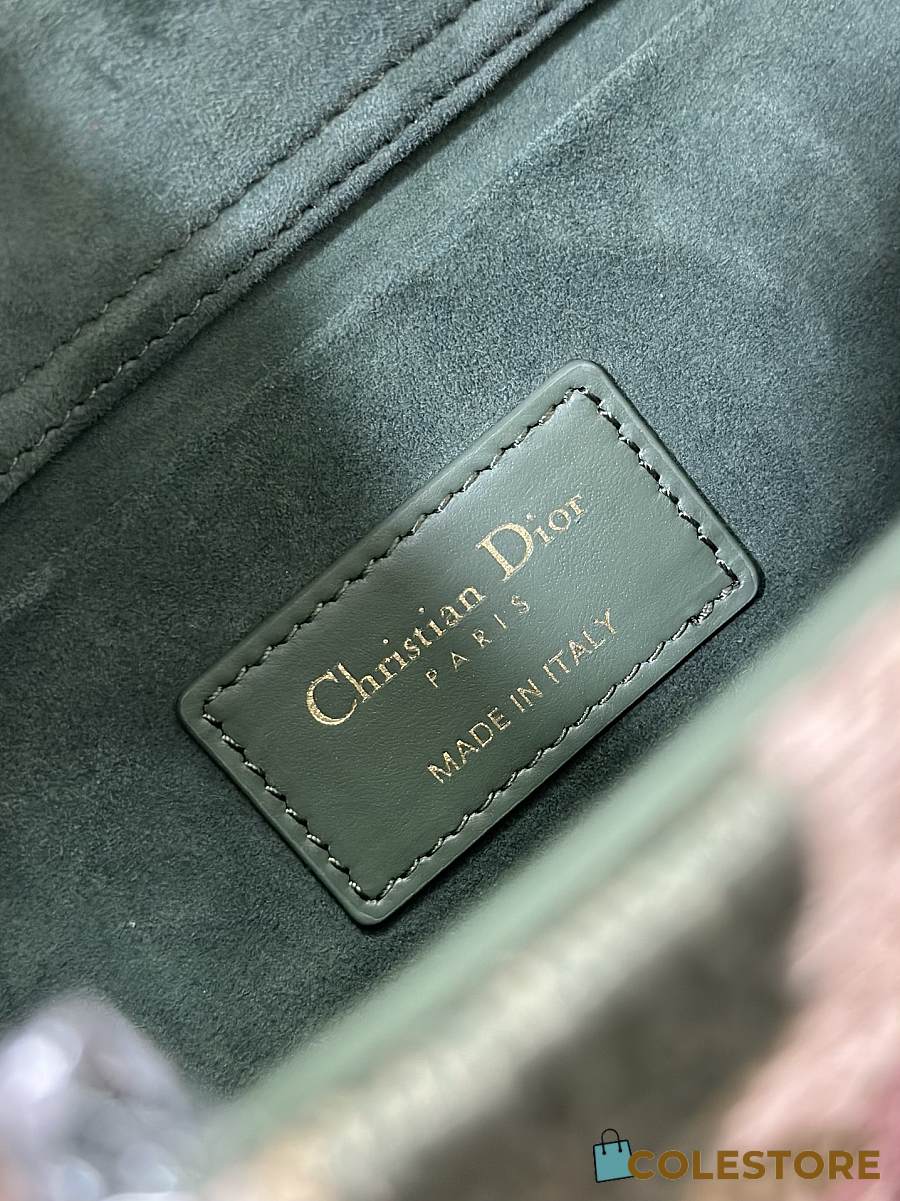 Christian Dior
PARIS
MADE IN ITALY
COLESTORE